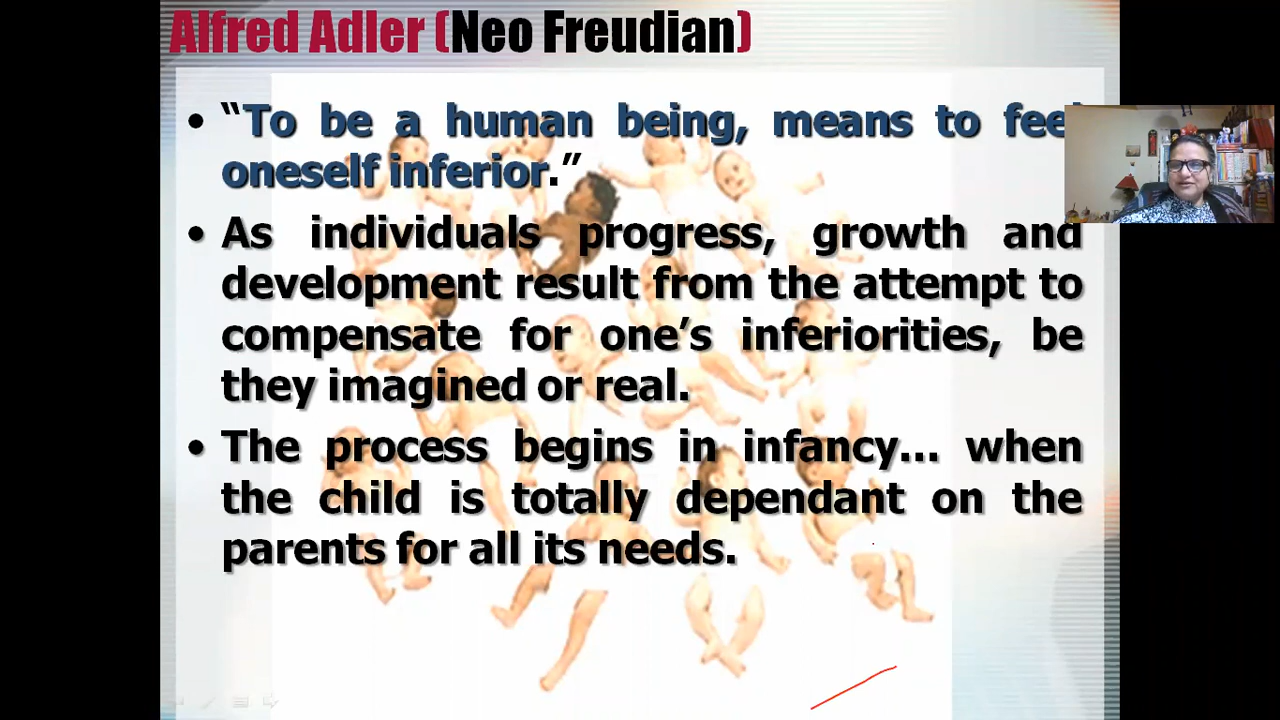 Alfred Adler (Neo Freudian)
• “To be a human being, means to feel
oneself inferior.”
• As individuals progress, growth and
development result from the attempt to
compensate for one’s inferiorities, be
they imagined or real.
• The process begins in infancy… when
the child is totally dependant on the
parents for all its needs.